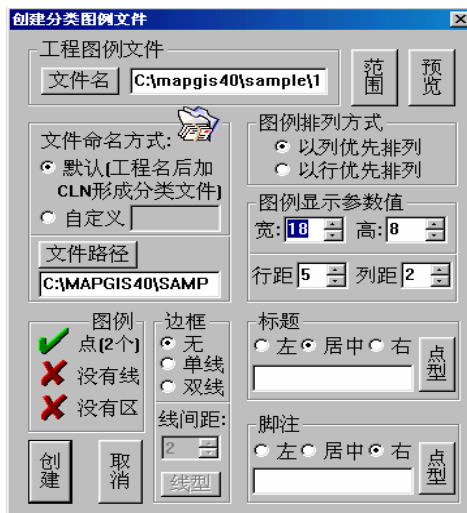 创建分类图例文件
工程图例文件
文件名 C:\mapgis40\sample\1
范围
预览
文件命名方式:
默认(工程名后加
CLN形成分类文件)
自定义
文件路径
C:\MAPGIS40\SAMP
图例排列方式
以列优先排列
以行优先排列
图例显示参数值
宽: 18 高: 8
行距 5 列距 2
图例
点(2个)
没有线
没有区
边框
无
单线
双线
线间距:
2
线型
标题
左 居中 右
点型
脚注
左 居中 右
点型
创建
取消